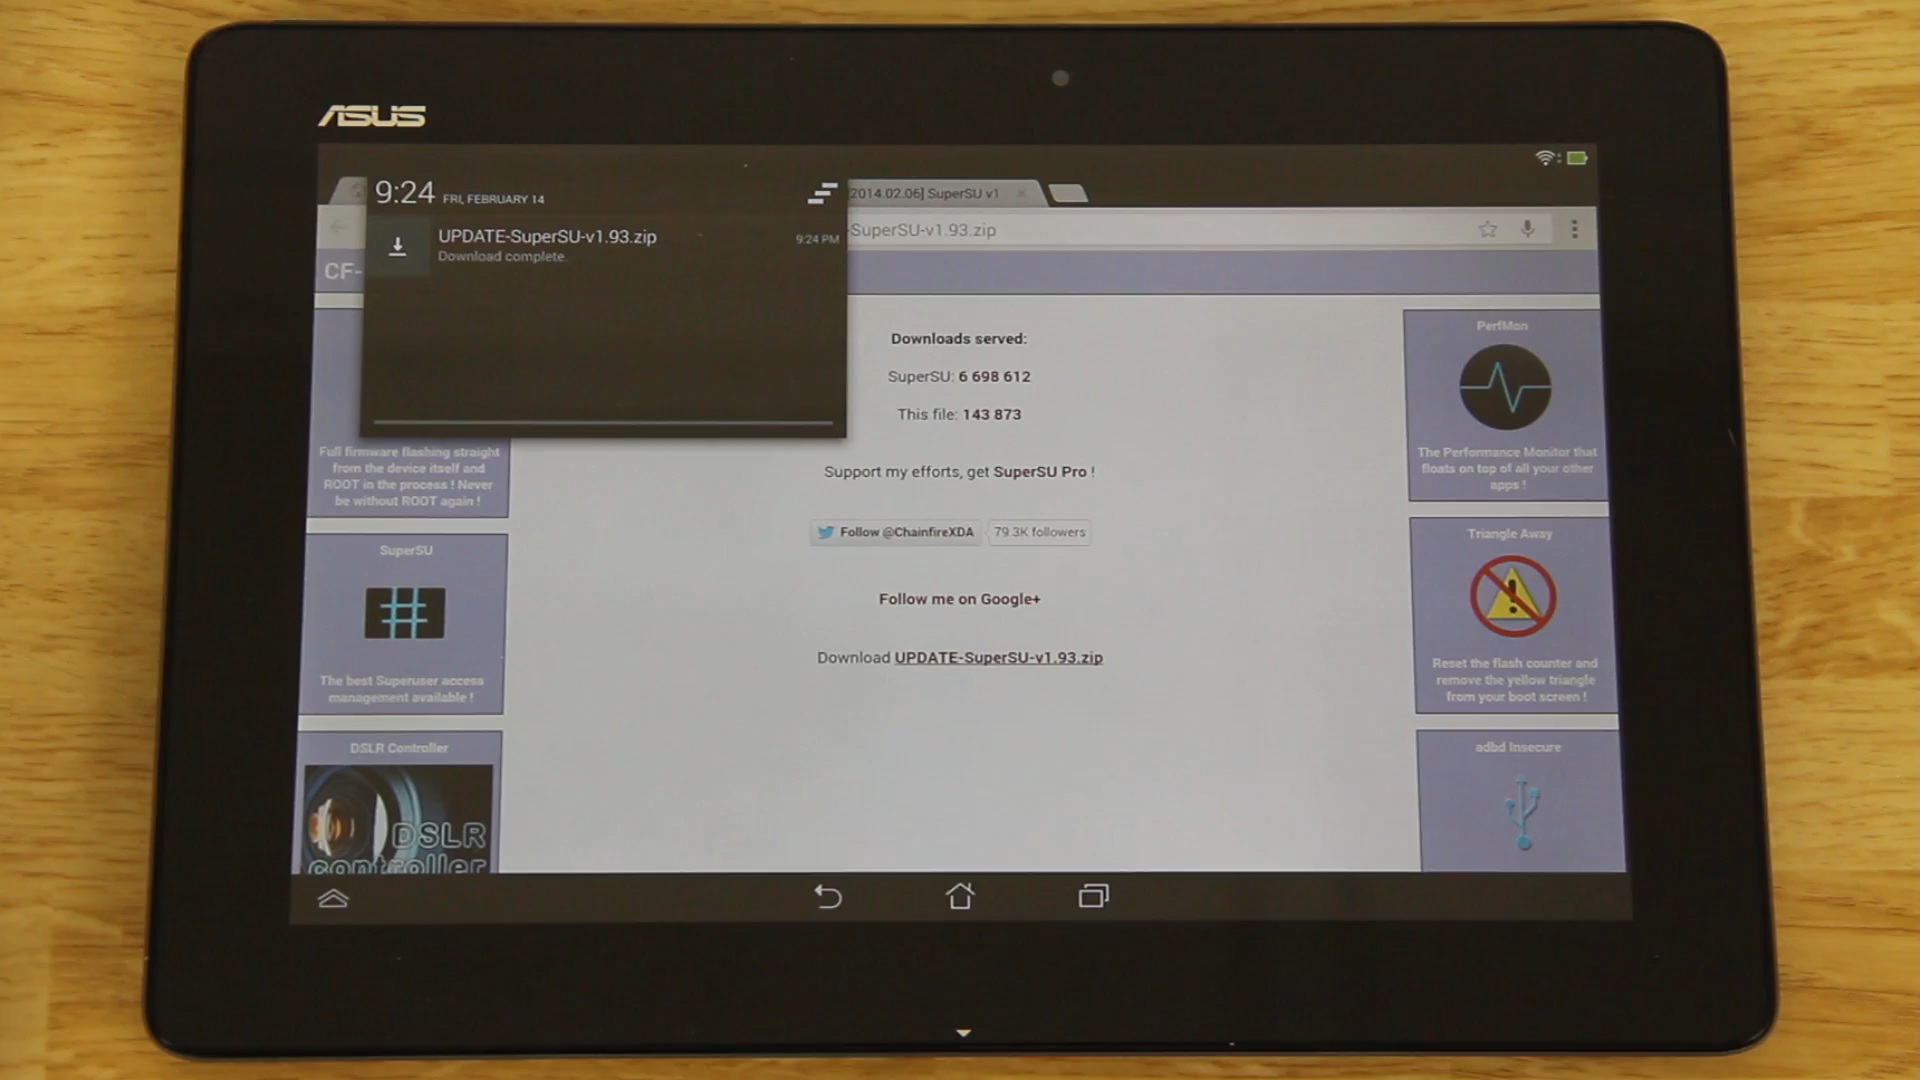 ASUS
9:24 FRI, FEBRUARY 14
UPDATE-SuperSU-v1.93.zip
9:24 PM
Download complete.
[2014.02.06] SuperSU v1
-SuperSU-v1.93.zip
CF-
Full firmware flashing straight
from the device itself and
ROOT in the process ! Never
be without ROOT again !
SuperSU
The best Superuser access
management available !
DSLR Controller
DSLR
controller
Downloads served:
SuperSU: 6 698 612
This file: 143 873
Support my efforts, get SuperSU Pro !
Follow @ChainfireXDA
79.3K followers
Follow me on Google+
Download UPDATE-SuperSU-v1.93.zip
PerfMon
The Performance Monitor that
floats on top of all your other
apps !
Triangle Away
Reset the flash counter and
remove the yellow triangle
from your boot screen !
adbd Insecure